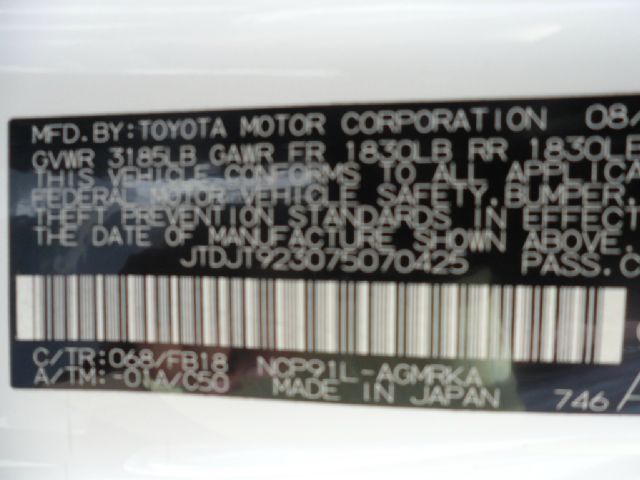 MFD.BY:TOYOTA MOTOR CORPORATION 08/
GVWR 3185LB GAWR FR 1830LB RR 1830LB
THIS VEHICLE CONFORMS TO ALL APPLICA
FEDERAL MOTOR VEHICLE SAFETY.BUMPER.
THEFT PREVENTION STANDARDS IN EFFECT
THE DATE OF MANUFACTURE SHOWN ABOVE.
JTDJT923075070425 PASS.C
C/TR:068/FB18 NCP91L-AGMRKA
A/TM:-01A/C50 MADE IN JAPAN 746 A